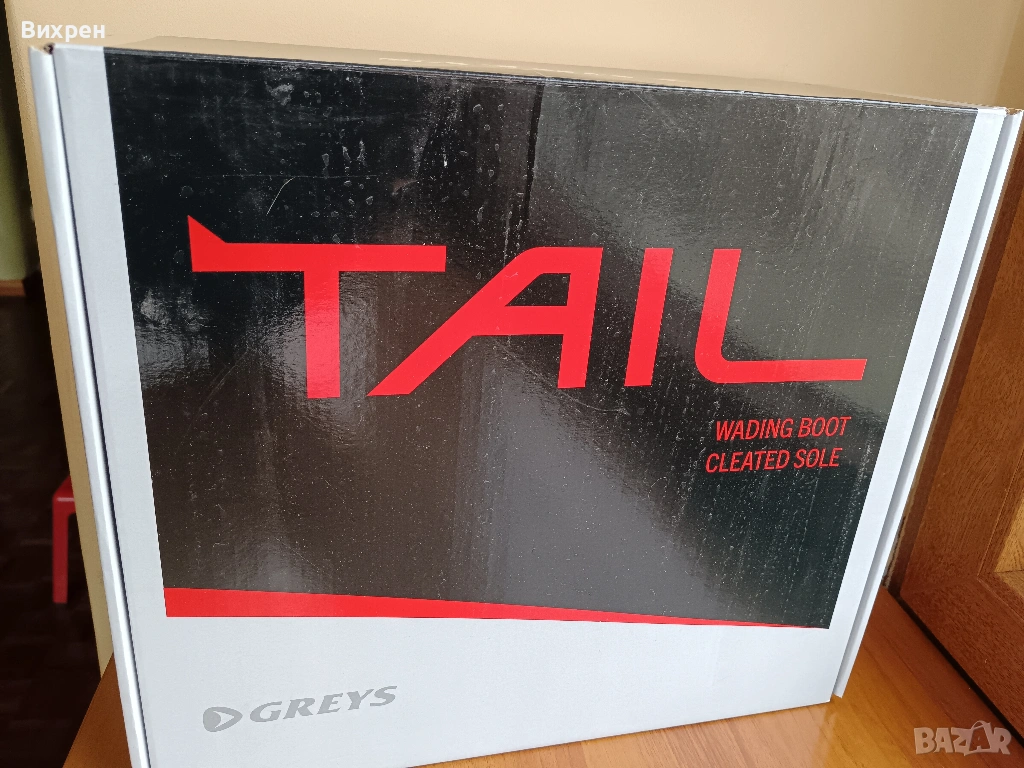 Вихрен
TAIL
WADING BOOT
CLEATED SOLE
GREYS
BAZAR